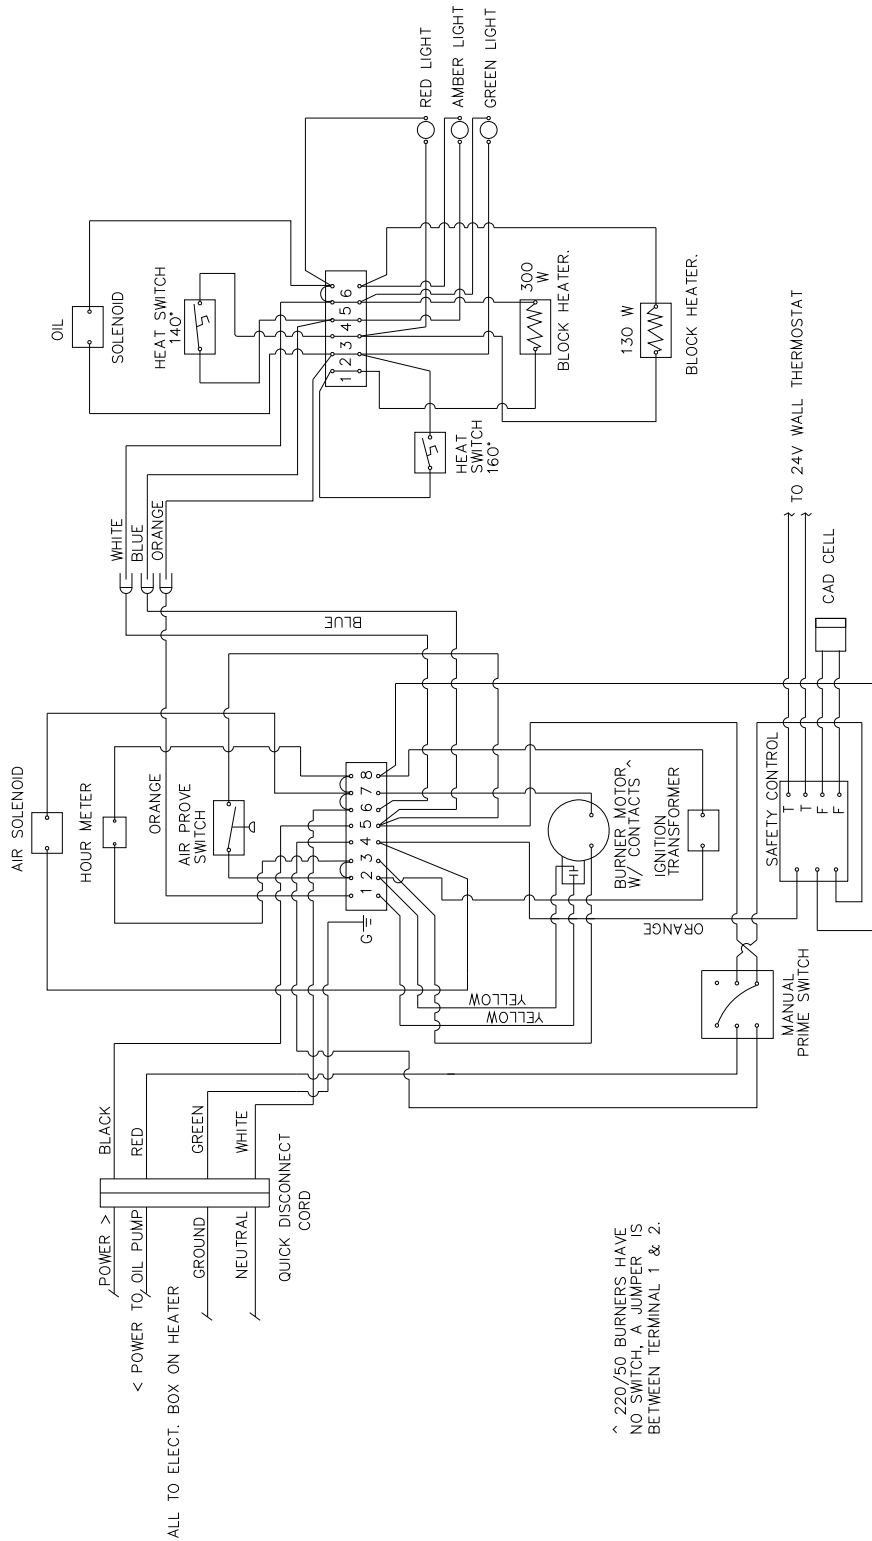 AIR SOLENOID
HOUR METER
ORANGE
AIR PROVE
SWITCH
WHITE
BLUE
ORANGE
BLUE
OIL
SOLENOID
HEAT SWITCH
140°
1 2 3 4 5 6
RED LIGHT
AMBER LIGHT
GREEN LIGHT
HEAT
SWITCH
160°
300
W
BLOCK HEATER.
130 W
BLOCK HEATER.
G
1 2 3 4 5 6 7 8
YELLOW
YELLOW
BURNER MOTOR^
W/ CONTACTS
IGNITION
TRANSFORMER
ORANGE
MANUAL
PRIME SWITCH
SAFETY CONTROL
T
T
F
F
TO 24V WALL THERMOSTAT
CAD CELL
POWER >
BLACK
< POWER TO OIL PUMP
RED
GROUND
GREEN
NEUTRAL
WHITE
ALL TO ELECT. BOX ON HEATER
QUICK DISCONNECT
CORD
^ 220/50 BURNERS HAVE
NO SWITCH, A JUMPER IS
BETWEEN TERMINAL 1 & 2.